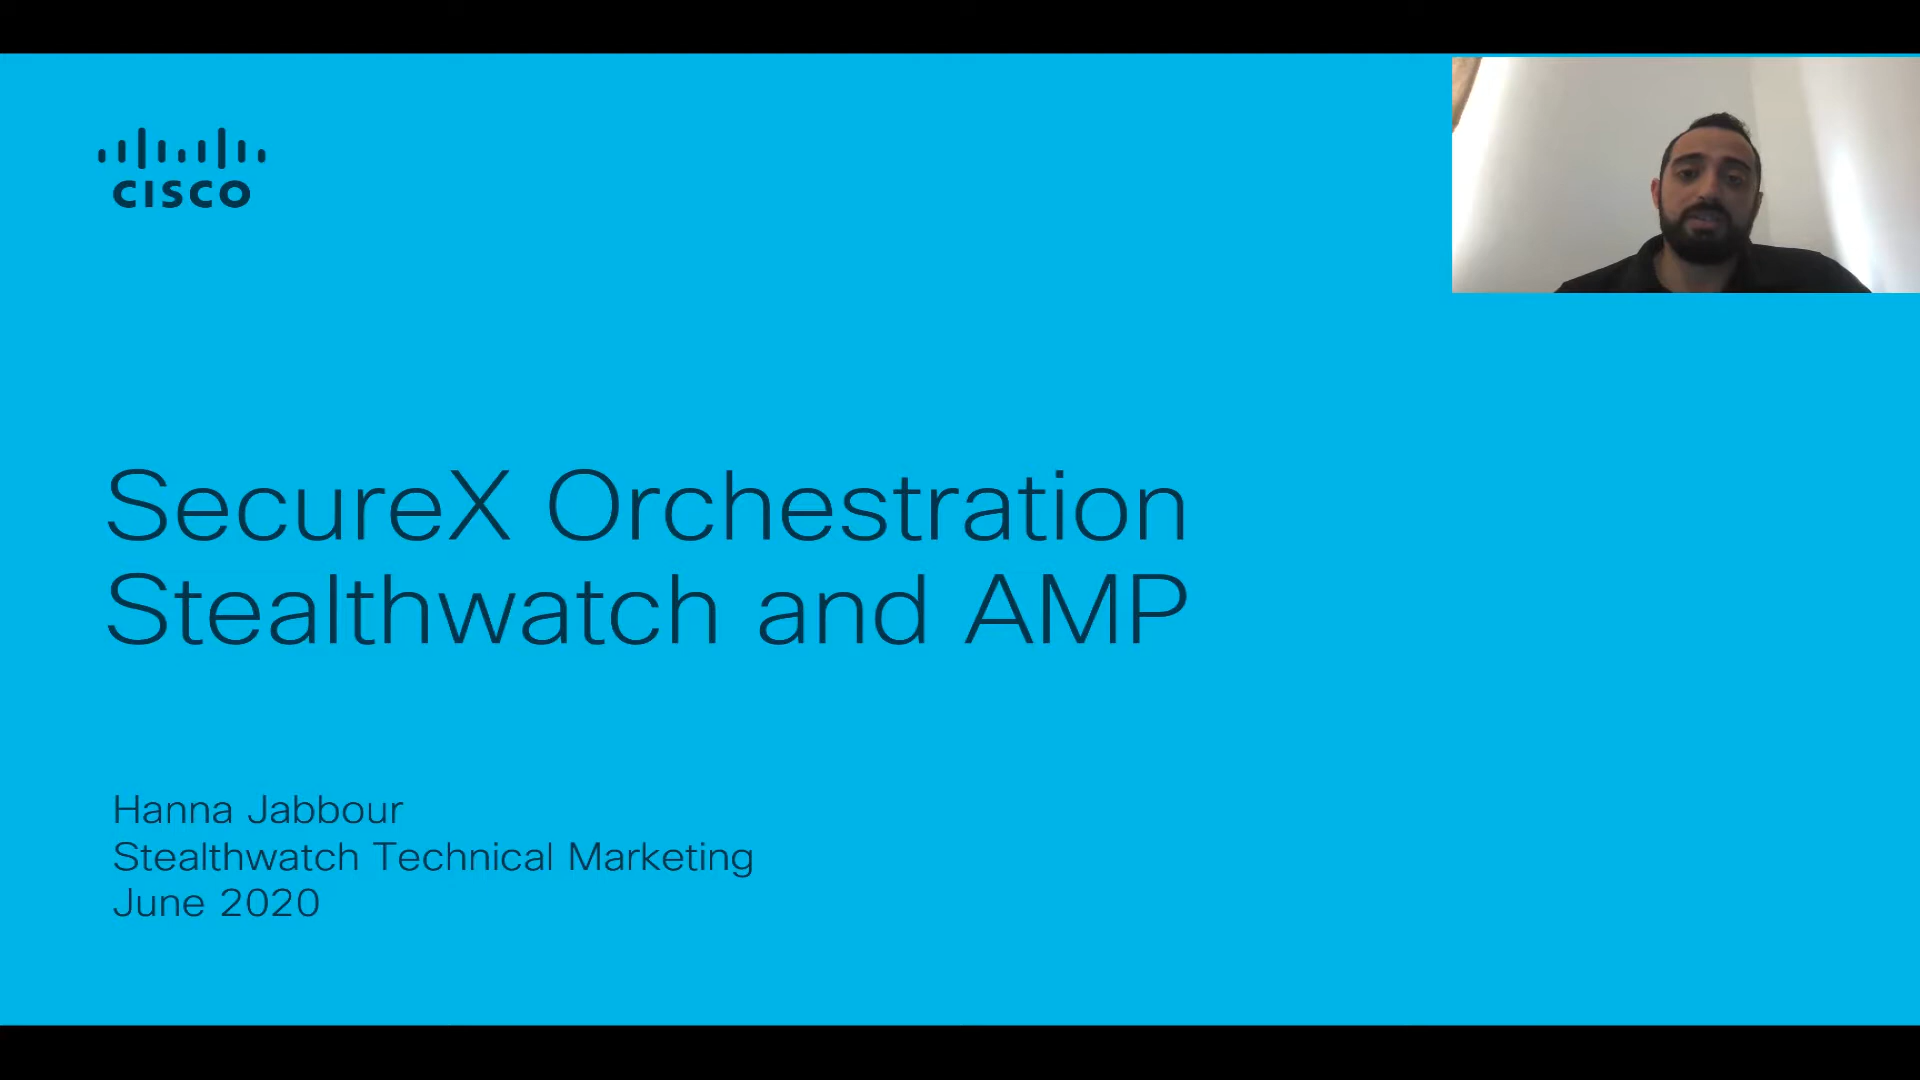 CISCO
SecureX Orchestration
Stealthwatch and AMP
Hanna Jabbour
Stealthwatch Technical Marketing
June 2020